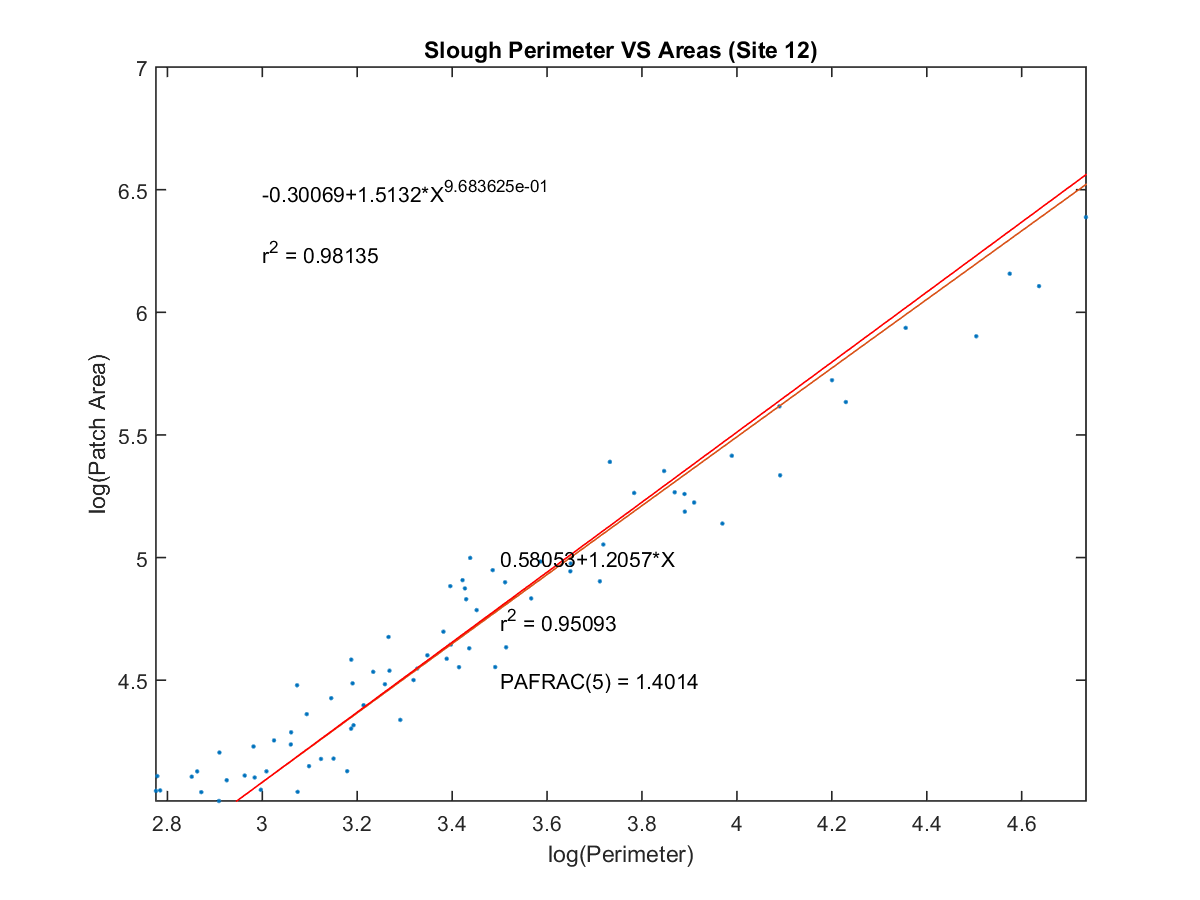 Slough Perimeter VS Areas (Site 12)
7
6.5
6
5.5
5
4.5
log(Patch Area)
-0.30069+1.5132*X^9.683625e-01
r^2 = 0.98135
0.58053+1.2057*X
r^2 = 0.95093
PAFRAC(5) = 1.4014
2.8 3 3.2 3.4 3.6 3.8 4 4.2 4.4 4.6
log(Perimeter)